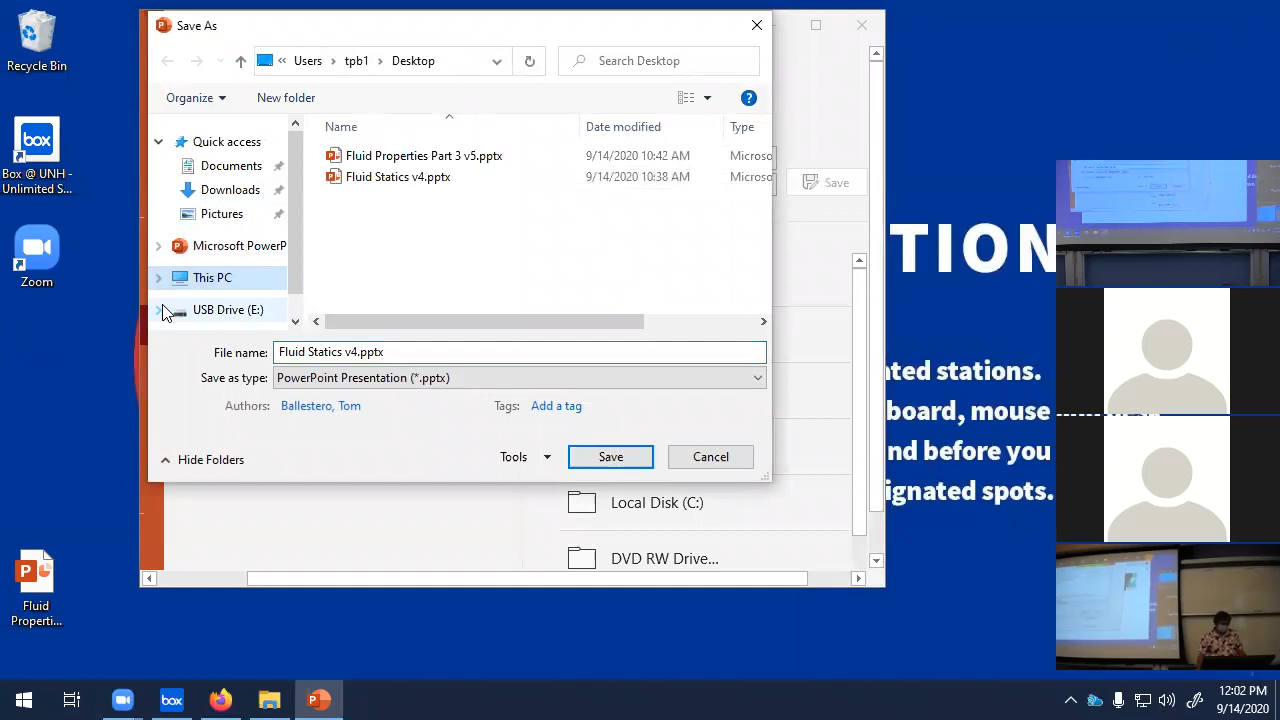 Recycle Bin
Box @ UNH -
Unlimited S...
Zoom
Fluid
Properti...
Save As
Users
tpb1
Desktop
Search Desktop
Organize
New folder
Name
Date modified
Type
Quick access
Documents
Downloads
Pictures
Microsoft PowerP
This PC
USB Drive (E:)
Fluid Properties Part 3 v5.pptx
9/14/2020 10:42 AM
Microso
Fluid Statics v4.pptx
9/14/2020 10:38 AM
Microso
File name:
Fluid Statics v4.pptx
Save as type:
PowerPoint Presentation (*.pptx)
Authors:
Ballestero, Tom
Tags:
Add a tag
Hide Folders
Tools
Save
Cancel
Save
Local Disk (C:)
DVD RW Drive...
TION
ated stations.
board, mouse
nd before you
ignated spots.
box
12:02 PM
9/14/2020